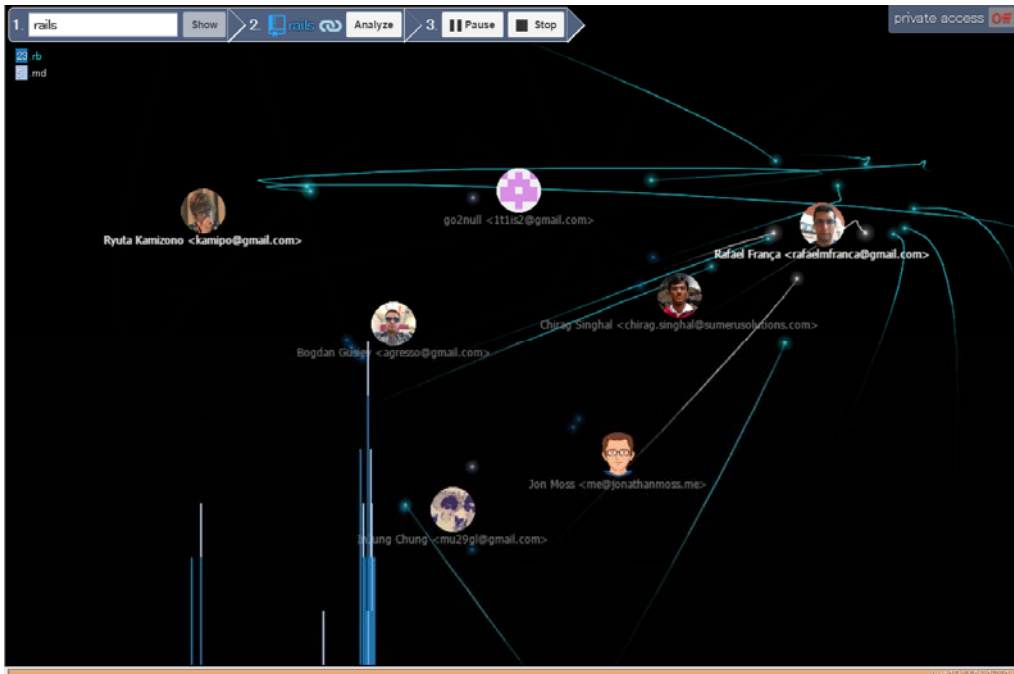 1. rails Show 2. rails Analyze 3. Pause Stop private access Off
23 .rb
.md
go2null <1t1is2@gmail.com>
Ryuta Kamizono <kamipo@gmail.com>
Rafael França <rafaelmfranca@gmail.com>
Chirag Singhal <chirag.singhal@sumerusolutions.com>
Bogdan Gusiev <agresso@gmail.com>
Jon Moss <me@jonathanmoss.me>
Chung <mu29gl@gmail.com>